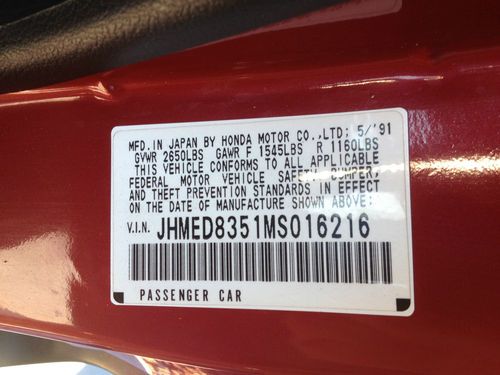 MFD.IN JAPAN BY HONDA MOTOR CO.,LTD; 5/'91
GVWR 2650LBS GAWR F 1545LBS R 1160LBS
THIS VEHICLE CONFORMS TO ALL APPLICABLE
FEDERAL MOTOR VEHICLE SAFETY, BUMPER,
AND THEFT PREVENTION STANDARDS IN EFFECT
ON THE DATE OF MANUFACTURE SHOWN ABOVE.
V.I.N. JHMED8351MS016216
PASSENGER CAR